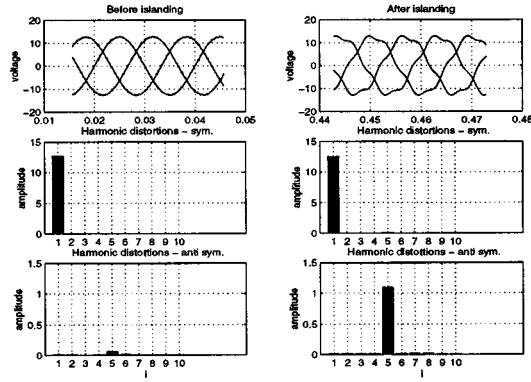 Before islanding
20
10
0
-10
-20
voltage
0.01 0.02 0.03 0.04 0.05
Harmonic distortions - sym.
15
10
5
0
amplitude
1 2 3 4 5 6 7 8 9 10
Harmonic distortions - anti sym.
1.5
1
0.5
0
amplitude
1 2 3 4 5 6 7 8 9 10
i
After islanding
20
10
0
-10
-20
voltage
0.44 0.45 0.46 0.47 0.48
Harmonic distortions - sym.
15
10
5
0
amplitude
1 2 3 4 5 6 7 8 9 10
Harmonic distortions - anti sym.
1.5
1
0.5
0
amplitude
1 2 3 4 5 6 7 8 9 10
i